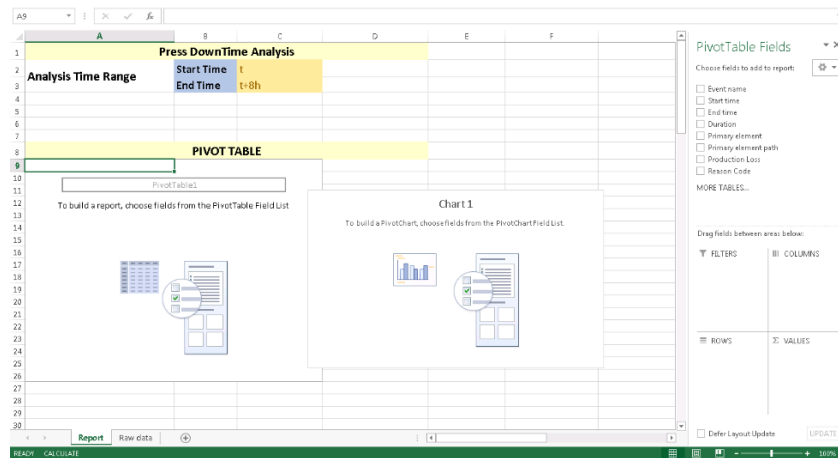 A9
fx
A B C D E F
1 Press DownTime Analysis
2 Analysis Time Range Start Time t
3 End Time t+8h
4
5
6
7
8 PIVOT TABLE
9
10
11 PivotTable1
12 To build a report, choose fields from the PivotTable Field List
13
14
15
16
17
18
19
20
21
22
23
24
25
26
27
28
29
30
Chart 1
To build a PivotChart, choose fields from the PivotChart Field List.
Report Raw data
READY CALCULATE
100%
PivotTable Fields
Choose fields to add to report:
Event name
Start time
End time
Duration
Primary element
Primary element path
Production Loss
Reason Code
MORE TABLES...
Drag fields between areas below:
FILTERS COLUMNS
ROWS Σ VALUES
Defer Layout Update UPDATE